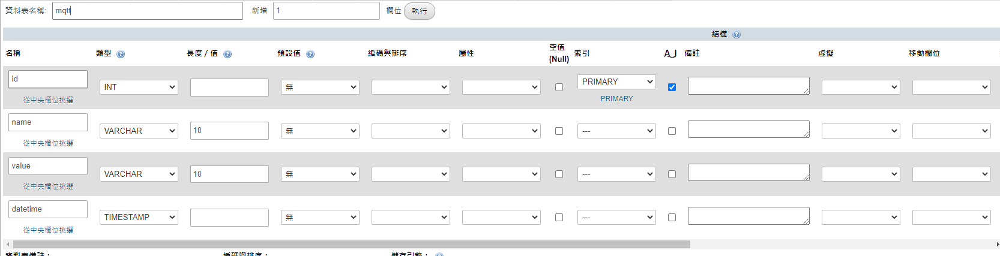 資料表名稱: mqtt 新增 1 欄位 執行
結構
名稱 類型 長度 / 值 預設值 編碼與排序 屬性 空值 (Null) 索引 A_I 備註 虛擬 移動欄位
id INT 無 PRIMARY
從中央欄位挑選 PRIMARY
name VARCHAR 10 無 ---
從中央欄位挑選
value VARCHAR 10 無 ---
從中央欄位挑選
datetime TIMESTAMP 無 ---
從中央欄位挑選
資料表備註： 編碼與排序： 儲存引擎：